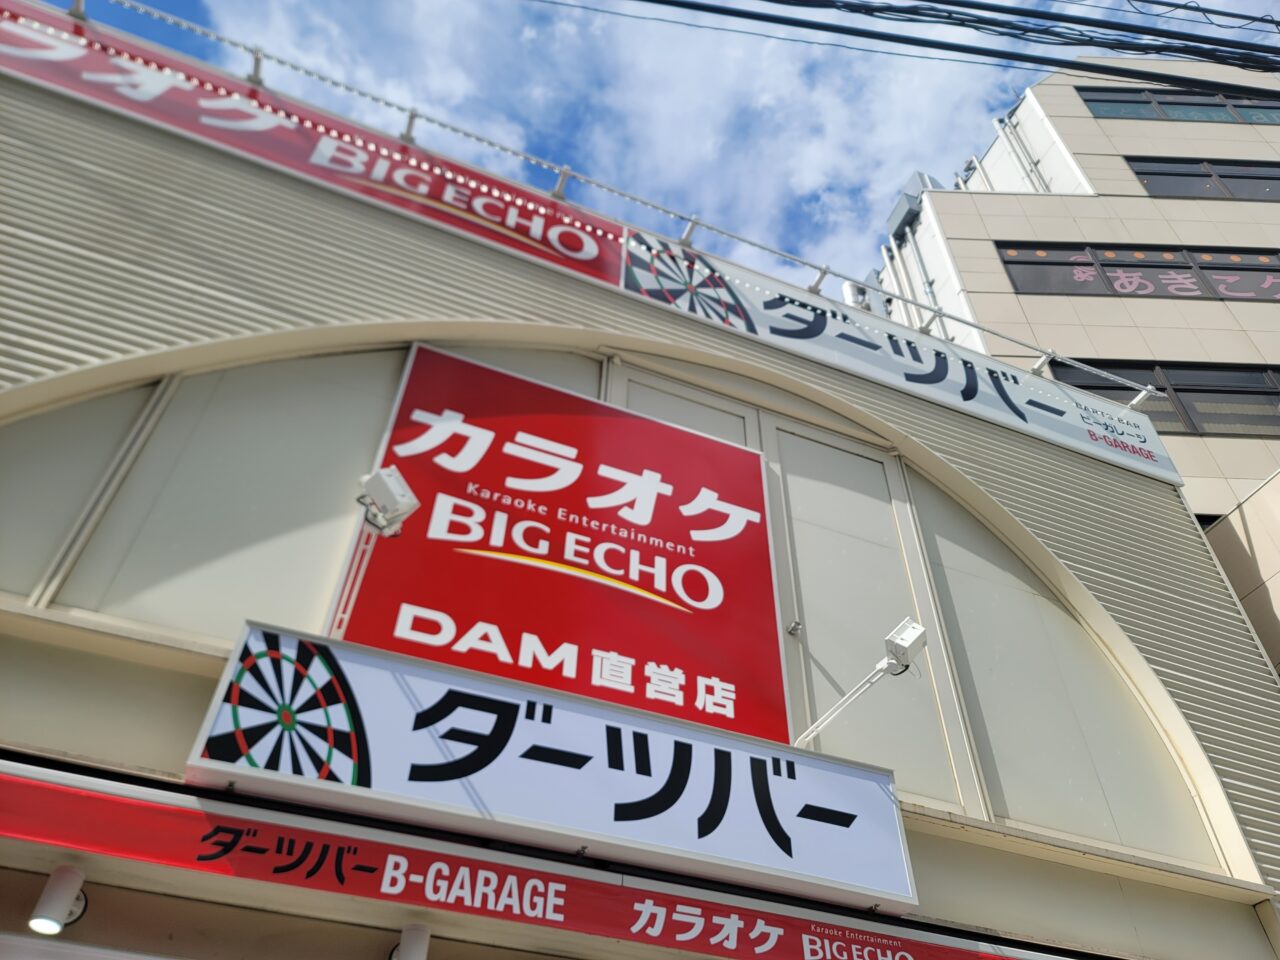 カラオケ
BIG ECHO
ダーツバー
DARTS BAR
ビーガレージ
B-GARAGE
カラオケ
Karaoke Entertainment
BIG ECHO
DAM直営店
ダーツバー
ダーツバー B-GARAGE
カラオケ
Karaoke Entertainment
BIG ECHO
あきこ